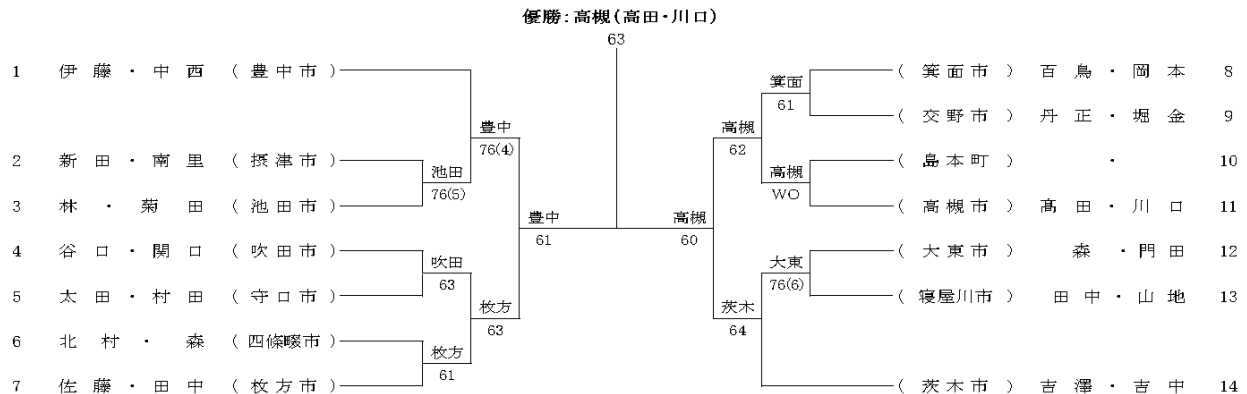 優勝：高槻（高田・川口）
63
1 伊藤・中西（豊中市）
（箕面市）百鳥・岡本 8
箕面
61
（交野市）丹正・堀金 9
豊中
76(4)
高槻
62
2 新田・南里（摂津市）
（島本町）・ 10
池田
76(5)
高槻
WO
3 林・菊田（池田市）
（高槻市）髙田・川口 11
豊中
61
高槻
60
4 谷口・関口（吹田市）
（大東市）森・門田 12
吹田
63
大東
76(6)
5 太田・村田（守口市）
（寝屋川市）田中・山地 13
枚方
63
茨木
64
6 北村・森（四條畷市）
枚方
61
7 佐藤・田中（枚方市）
（茨木市）吉澤・吉中 14